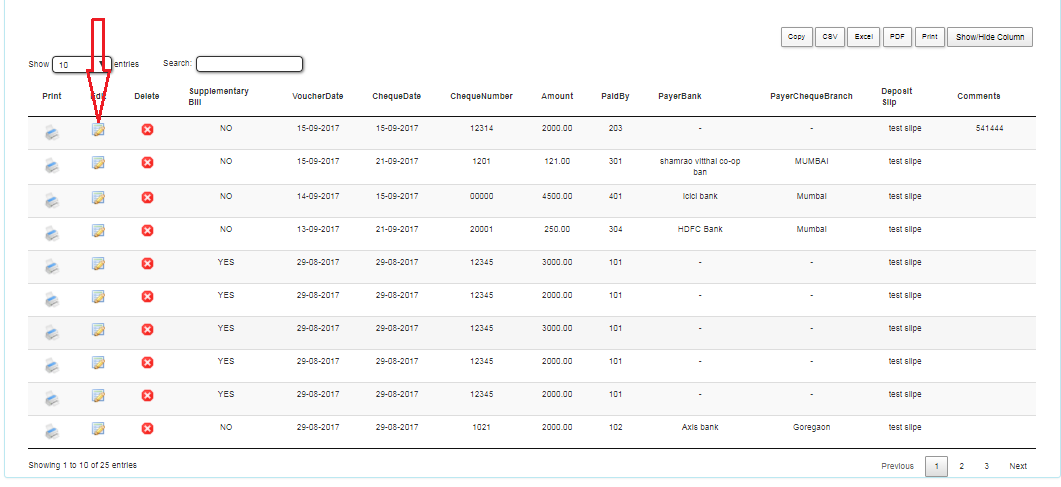 Copy CSV Excel PDF Print Show/Hide Column
Show 10 entries Search:
Print Edit Delete Supplementary Bill VoucherDate ChequeDate ChequeNumber Amount PaidBy PayerBank PayerChequeBranch Deposit Slip Comments
NO 15-09-2017 15-09-2017 12314 2000.00 203 - - test slipe 541444
NO 15-09-2017 21-09-2017 1201 121.00 301 shamrao vitthal co-op ban MUMBAI test slipe
NO 14-09-2017 15-09-2017 00000 4500.00 401 icici bank Mumbai test slipe
NO 13-09-2017 21-09-2017 20001 250.00 304 HDFC Bank Mumbai test slipe
YES 29-08-2017 29-08-2017 12345 3000.00 101 - - test slipe
YES 29-08-2017 29-08-2017 12345 2000.00 101 - - test slipe
YES 29-08-2017 29-08-2017 12345 3000.00 101 - - test slipe
YES 29-08-2017 29-08-2017 12345 2000.00 101 - - test slipe
YES 29-08-2017 29-08-2017 12345 2000.00 101 - - test slipe
NO 29-08-2017 29-08-2017 1021 2000.00 102 Axis bank Goregaon test slipe
Showing 1 to 10 of 25 entries Previous 1 2 3 Next